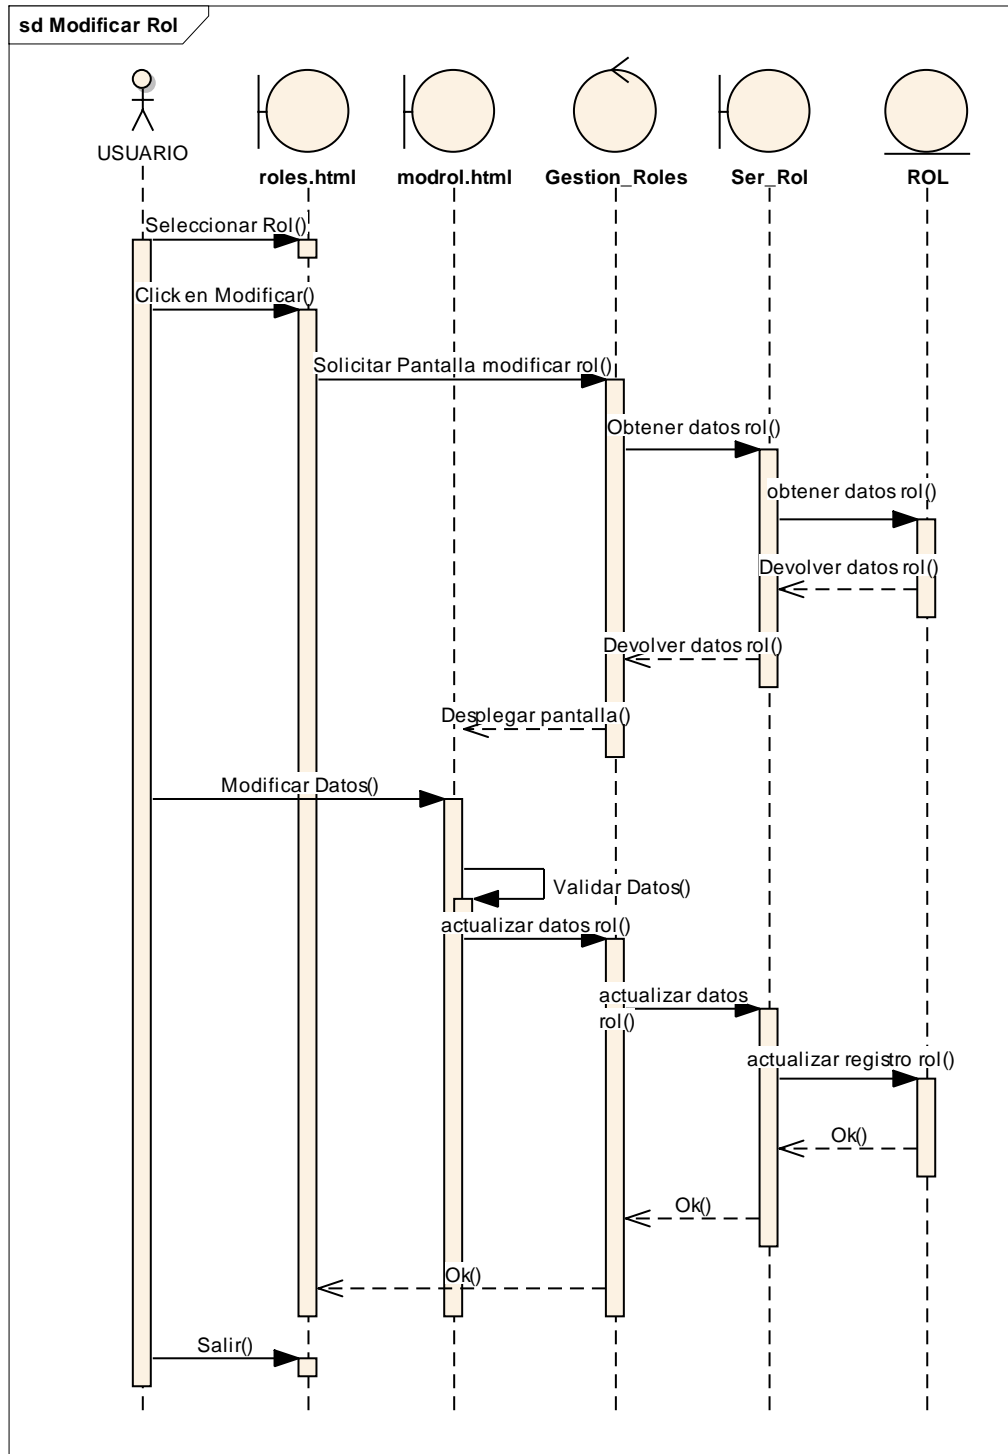 sd Modificar Rol
USUARIO
roles.html
modrol.html
Gestion_Roles
Ser_Rol
ROL
Seleccionar Rol()
Click en Modificar()
Solicitar Pantalla modificar rol()
Obtener datos rol()
obtener datos rol()
Devolver datos rol()
Devolver datos rol()
Desplegar pantalla()
Modificar Datos()
Validar Datos()
actualizar datos rol()
actualizar datos
rol()
actualizar registro rol()
Ok()
Ok()
Ok()
Salir()